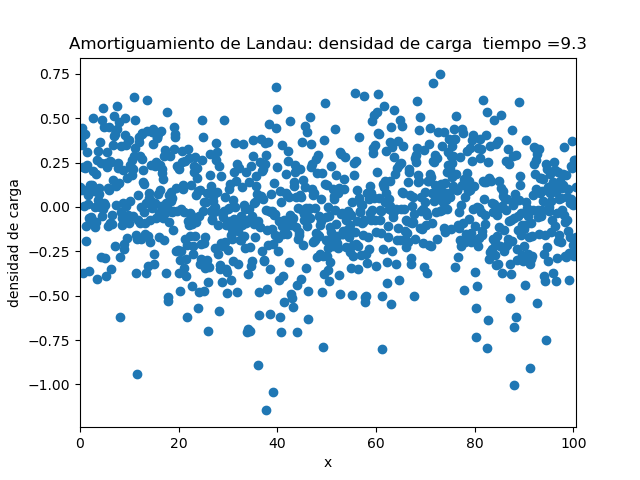 Amortiguamiento de Landau: densidad de carga  tiempo =9.3
0.75
0.50
0.25
0.00
−0.25
−0.50
−0.75
−1.00
densidad de carga
0 20 40 60 80 100
x